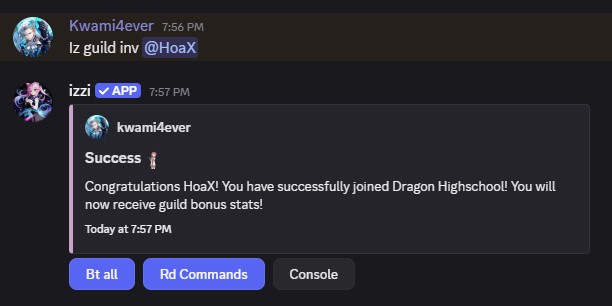 Kwami4ever 7:56 PM
Iz guild inv @HoaX
izzi ✓ APP 7:57 PM
kwami4ever
Success
Congratulations HoaX! You have successfully joined Dragon Highschool! You will
now receive guild bonus stats!
Today at 7:57 PM
Bt all Rd Commands Console